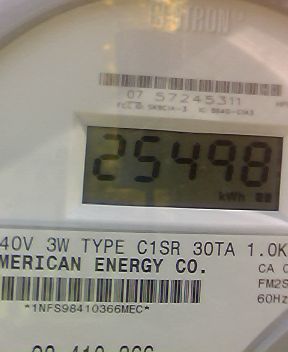 07 57245311
25498
kWh
40V 3W TYPE C1SR 30TA 1.0K
MERICAN ENERGY CO.
CA
FM2S
60Hz
*1NFS98410366MEC*